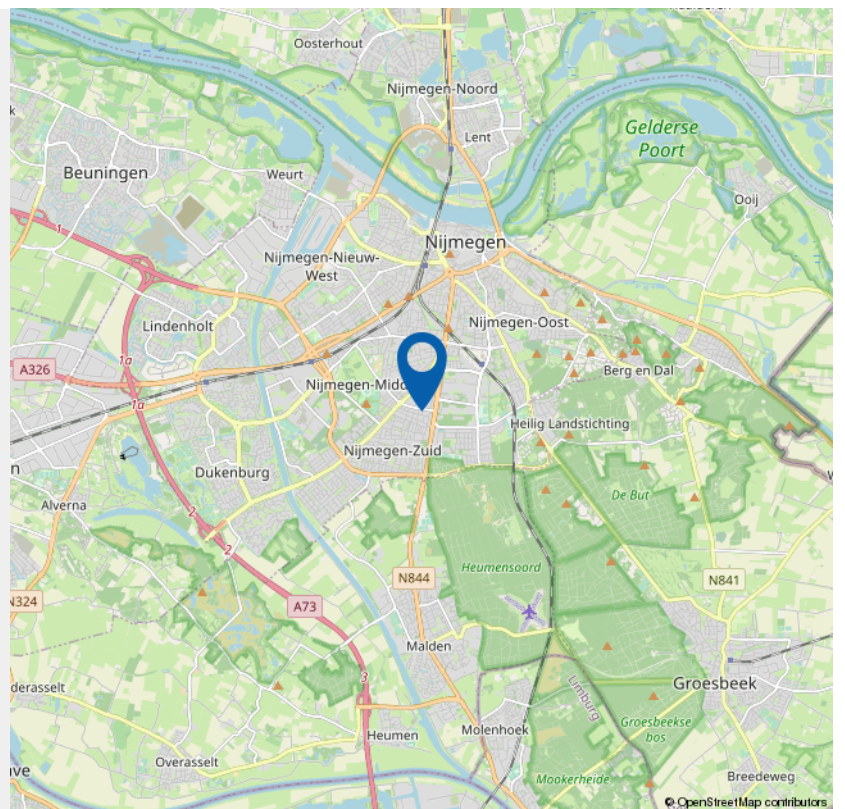 Oosterhout
Nijmegen-Noord
Lent
Gelderse
Poort
Beuningen
Weurt
Ooij
Nijmegen
Nijmegen-Nieuw-
West
1
Lindenholt
Nijmegen-Oost
1a
A326
Berg en Dal
Nijmegen-Midd
1a
Heilig Landstichting
Nijmegen-Zuid
Dukenburg
De But
Alverna
2
2
Heumensoord
N844
N841
N324
A73
Malden
3
Groesbeek
derasselt
Limburg
Groesbeekse
bos
Heumen
Molenhoek
Overasselt
Mookerheide
Breedeweg
© OpenStreetMap contributors